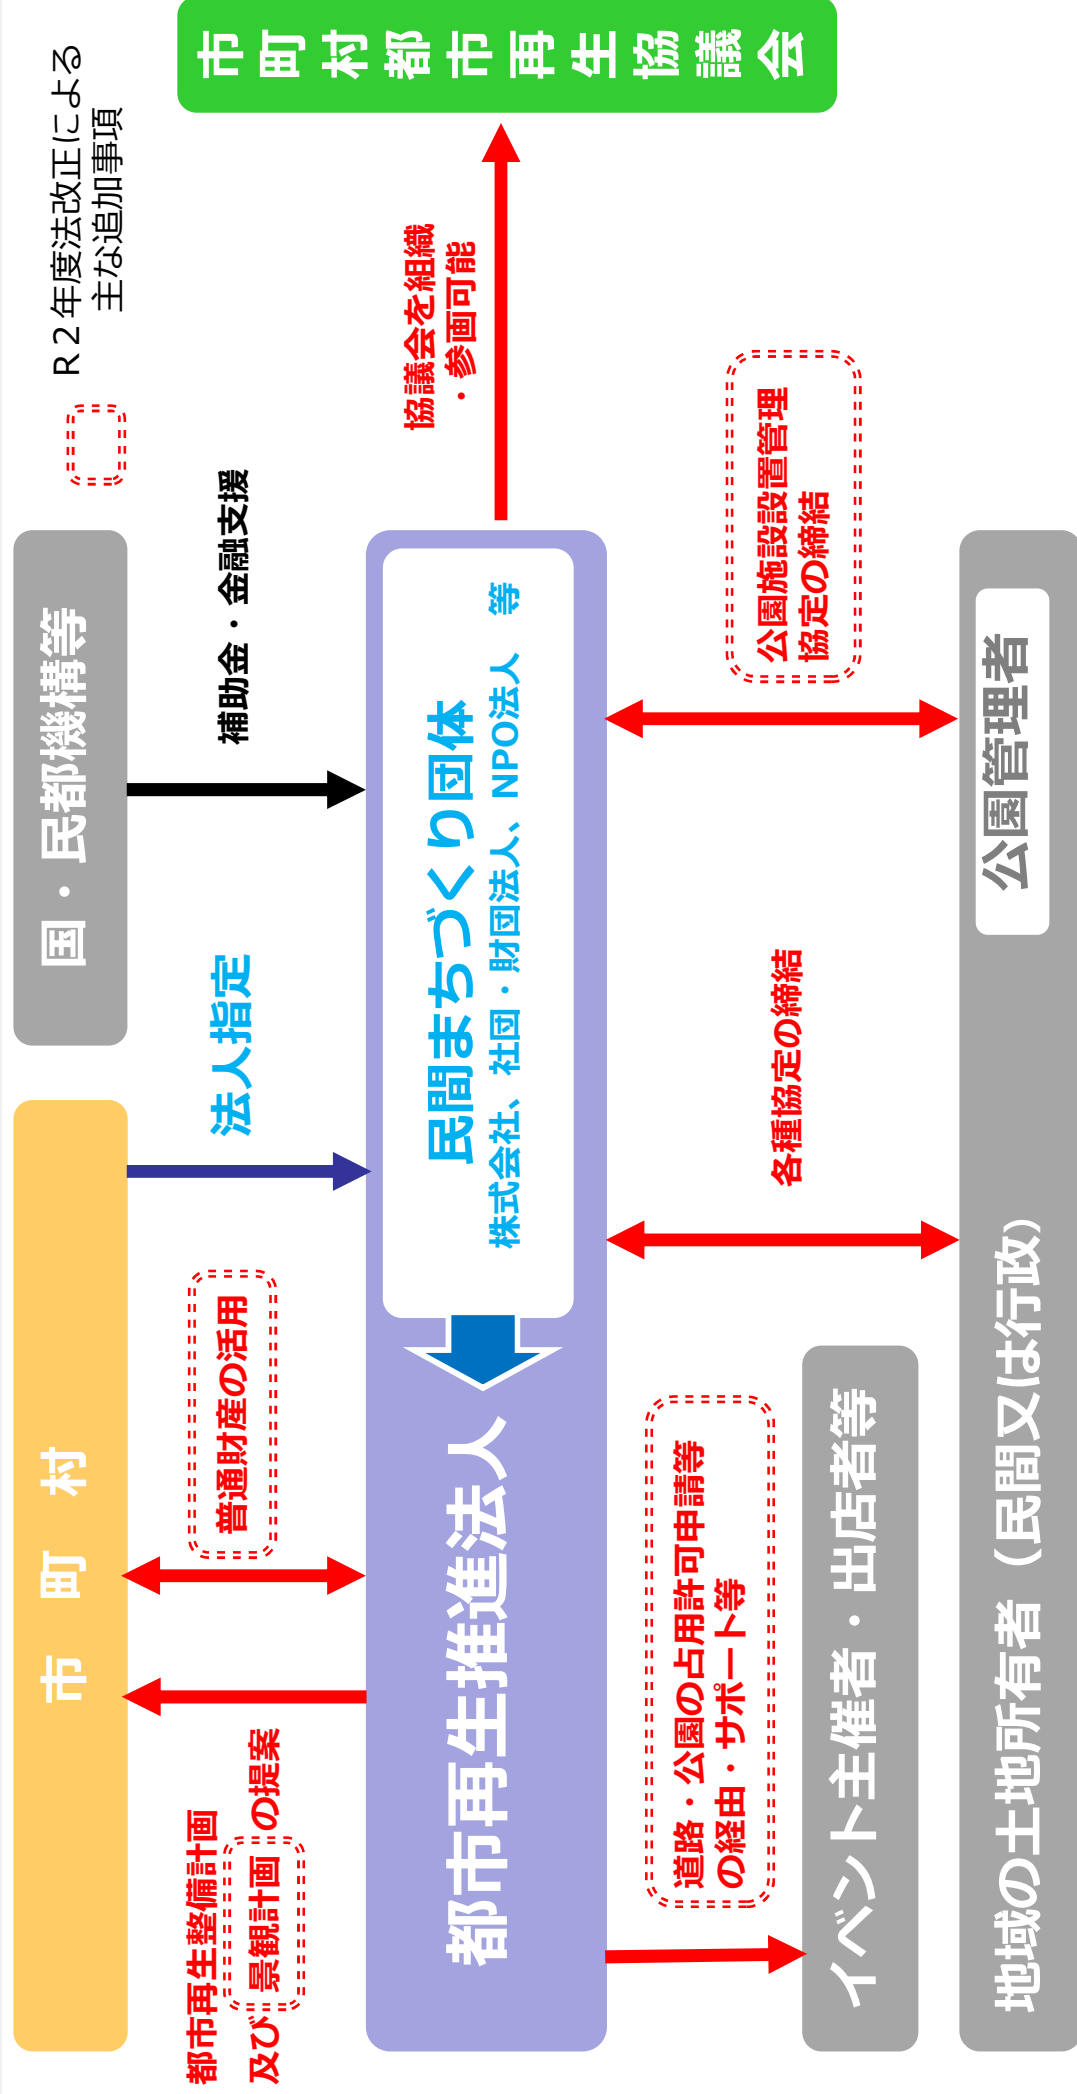 市　町　村
国・民都機構等
R２年度法改正による
主な追加事項
都市再生整備計画
及び 景観計画 の提案
普通財産の活用
法人指定
補助金・金融支援
都市再生推進法人
民間まちづくり団体
株式会社、社団・財団法人、NPO法人　等
協議会を組織
・参画可能
市町村都市再生協議会
道路・公園の占用許可申請等
の経由・サポート等
各種協定の締結
公園施設設置管理
協定の締結
イベント主催者・出店者等
地域の土地所有者（民間又は行政）
公園管理者